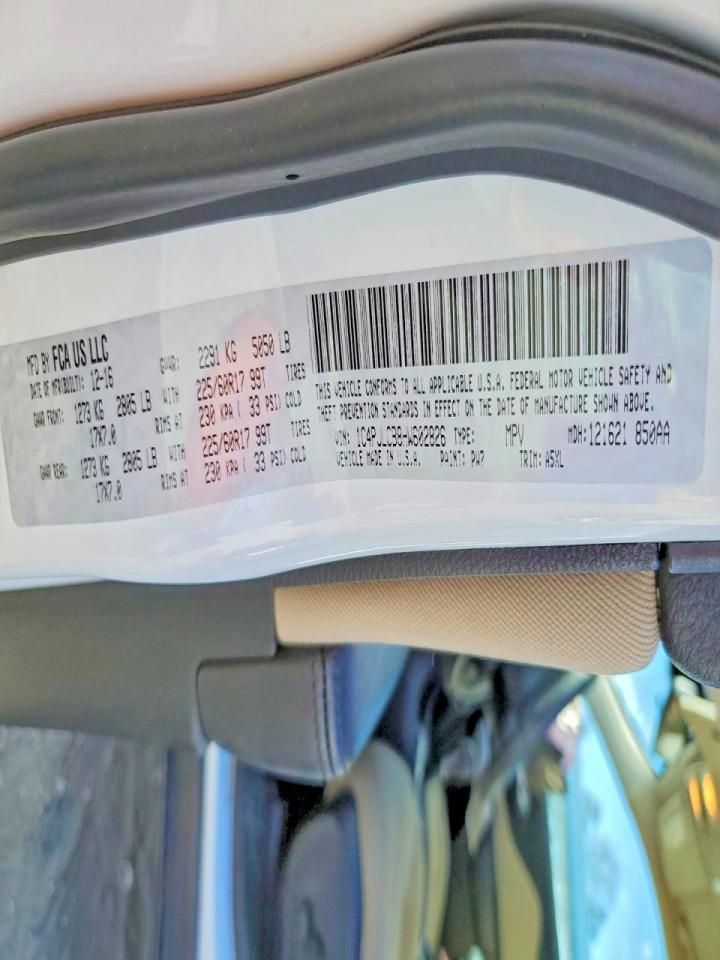 MFD BY FCA US LLC
DATE OF MFR(BUILT): 12-16 GVWR: 2291 KG 5050 LB
GAWR FRONT: 1273 KG 2805 LB WITH 225/60R17 99T TIRES
17X7.0 RIMS AT 230 KPA ( 33 PSI) COLD
GAWR REAR: 1273 KG 2805 LB WITH 225/60R17 99T TIRES
17X7.0 RIMS AT 230 KPA ( 33 PSI) COLD
THIS VEHICLE CONFORMS TO ALL APPLICABLE U.S.A. FEDERAL MOTOR VEHICLE SAFETY AND
THEFT PREVENTION STANDARDS IN EFFECT ON THE DATE OF MANUFACTURE SHOWN ABOVE.
VIN: TYPE: MPV MDH: 121621 850AA
VEHICLE MADE IN U.S.A. PAINT: PW7 TRIM: A5XL